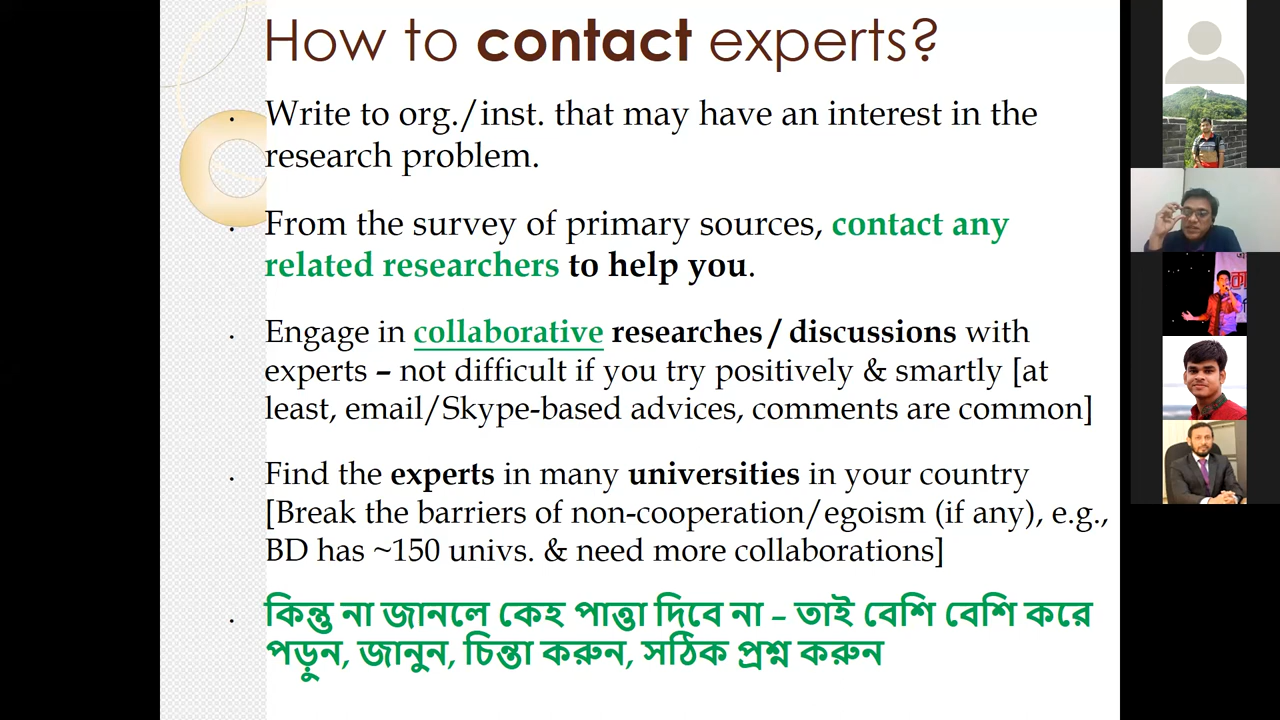 How to contact experts?
Write to org./inst. that may have an interest in the
research problem.
From the survey of primary sources, contact any
related researchers to help you.
Engage in collaborative researches / discussions with
experts – not difficult if you try positively & smartly [at
least, email/Skype-based advices, comments are common]
Find the experts in many universities in your country
[Break the barriers of non-cooperation/egoism (if any), e.g.,
BD has ~150 univs. & need more collaborations]
কিন্তু না জানলে কেহ পাত্তা দিবে না – তাই বেশি বেশি করে
পড়ুন, জানুন, চিন্তা করুন, সঠিক প্রশ্ন করুন